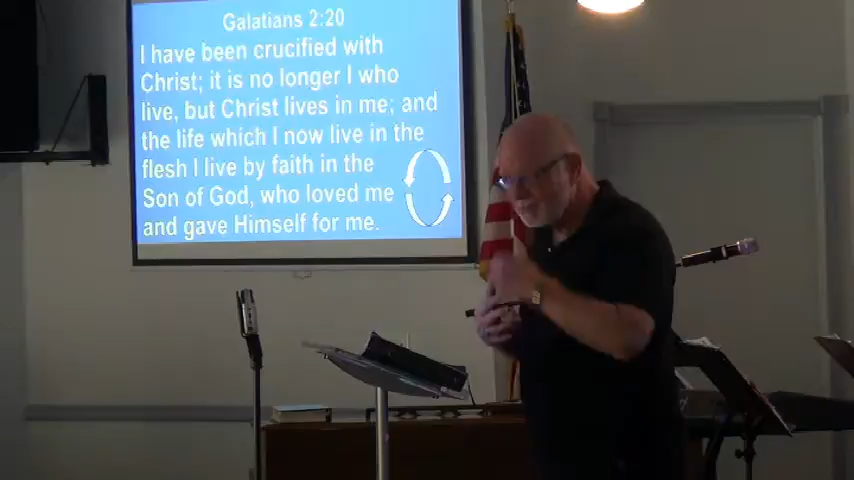 Galatians 2:20
I have been crucified with
Christ; it is no longer I who
live, but Christ lives in me; and
the life which I now live in the
flesh I live by faith in the
Son of God, who loved me
and gave Himself for me.